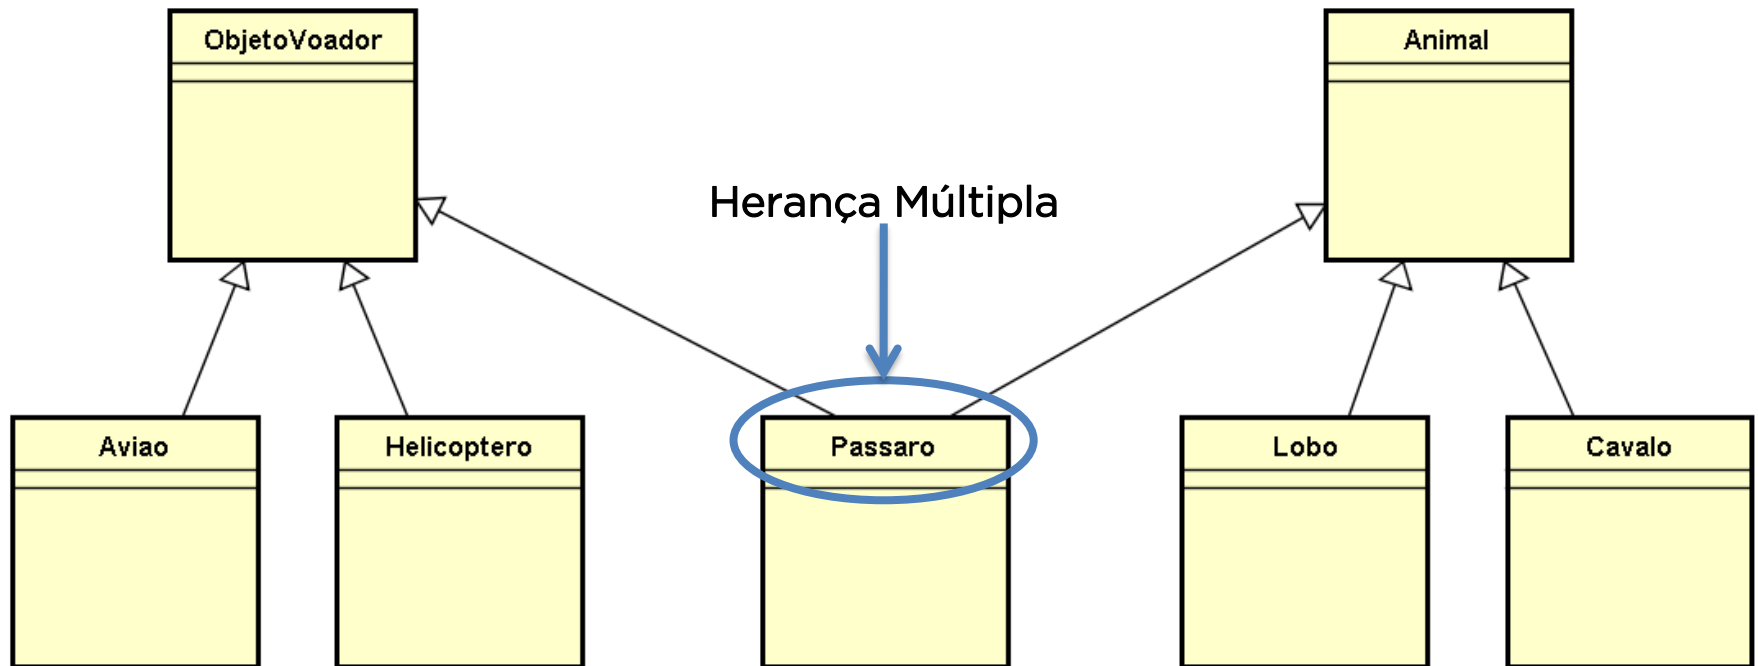 ObjetoVoador
Animal
Herança Múltipla
Aviao
Helicoptero
Passaro
Lobo
Cavalo